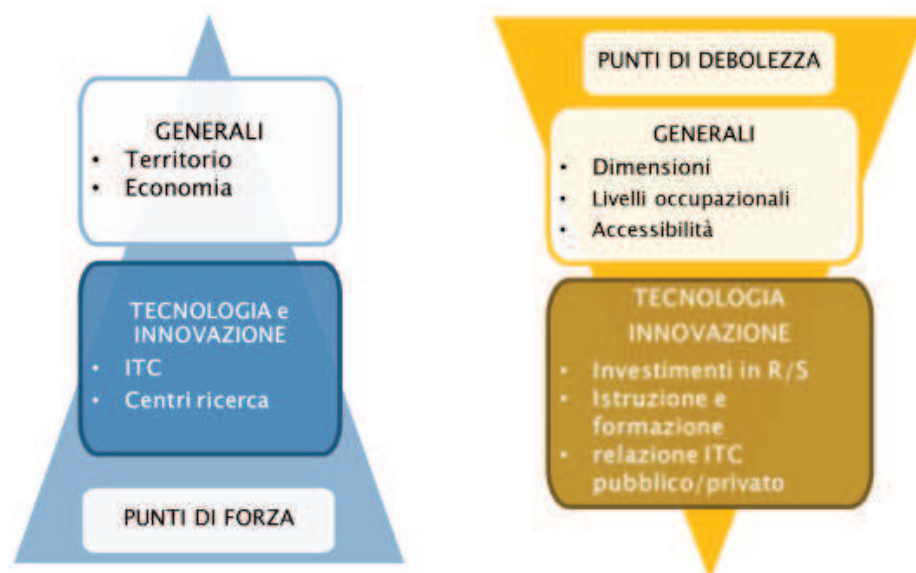 GENERALI
• Territorio
• Economia
TECNOLOGIA e
INNOVAZIONE
• ITC
• Centri ricerca
PUNTI DI FORZA
PUNTI DI DEBOLEZZA
GENERALI
• Dimensioni
• Livelli occupazionali
• Accessibilità
TECNOLOGIA
INNOVAZIONE
• Investimenti in R/S
• Istruzione e
formazione
• relazione ITC
pubblico/privato